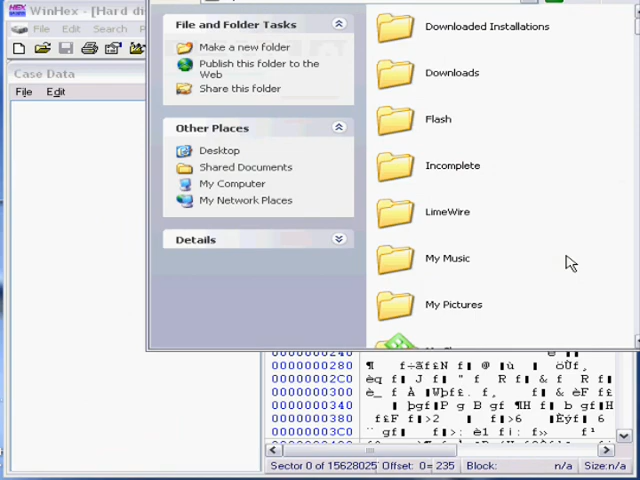 WinHex - [Hard di
File Edit Search P
Case Data
File Edit
File and Folder Tasks
Make a new folder
Publish this folder to the
Web
Share this folder
Other Places
Desktop
Shared Documents
My Computer
My Network Places
Details
Downloaded Installations
Downloads
Flash
Incomplete
LimeWire
My Music
My Pictures
0000000240
0000000280
00000002C0
0000000300
0000000340
0000000380
00000003C0
Sector 0 of 15628025 Offset: 0= 235 Block: n/a Size: n/a